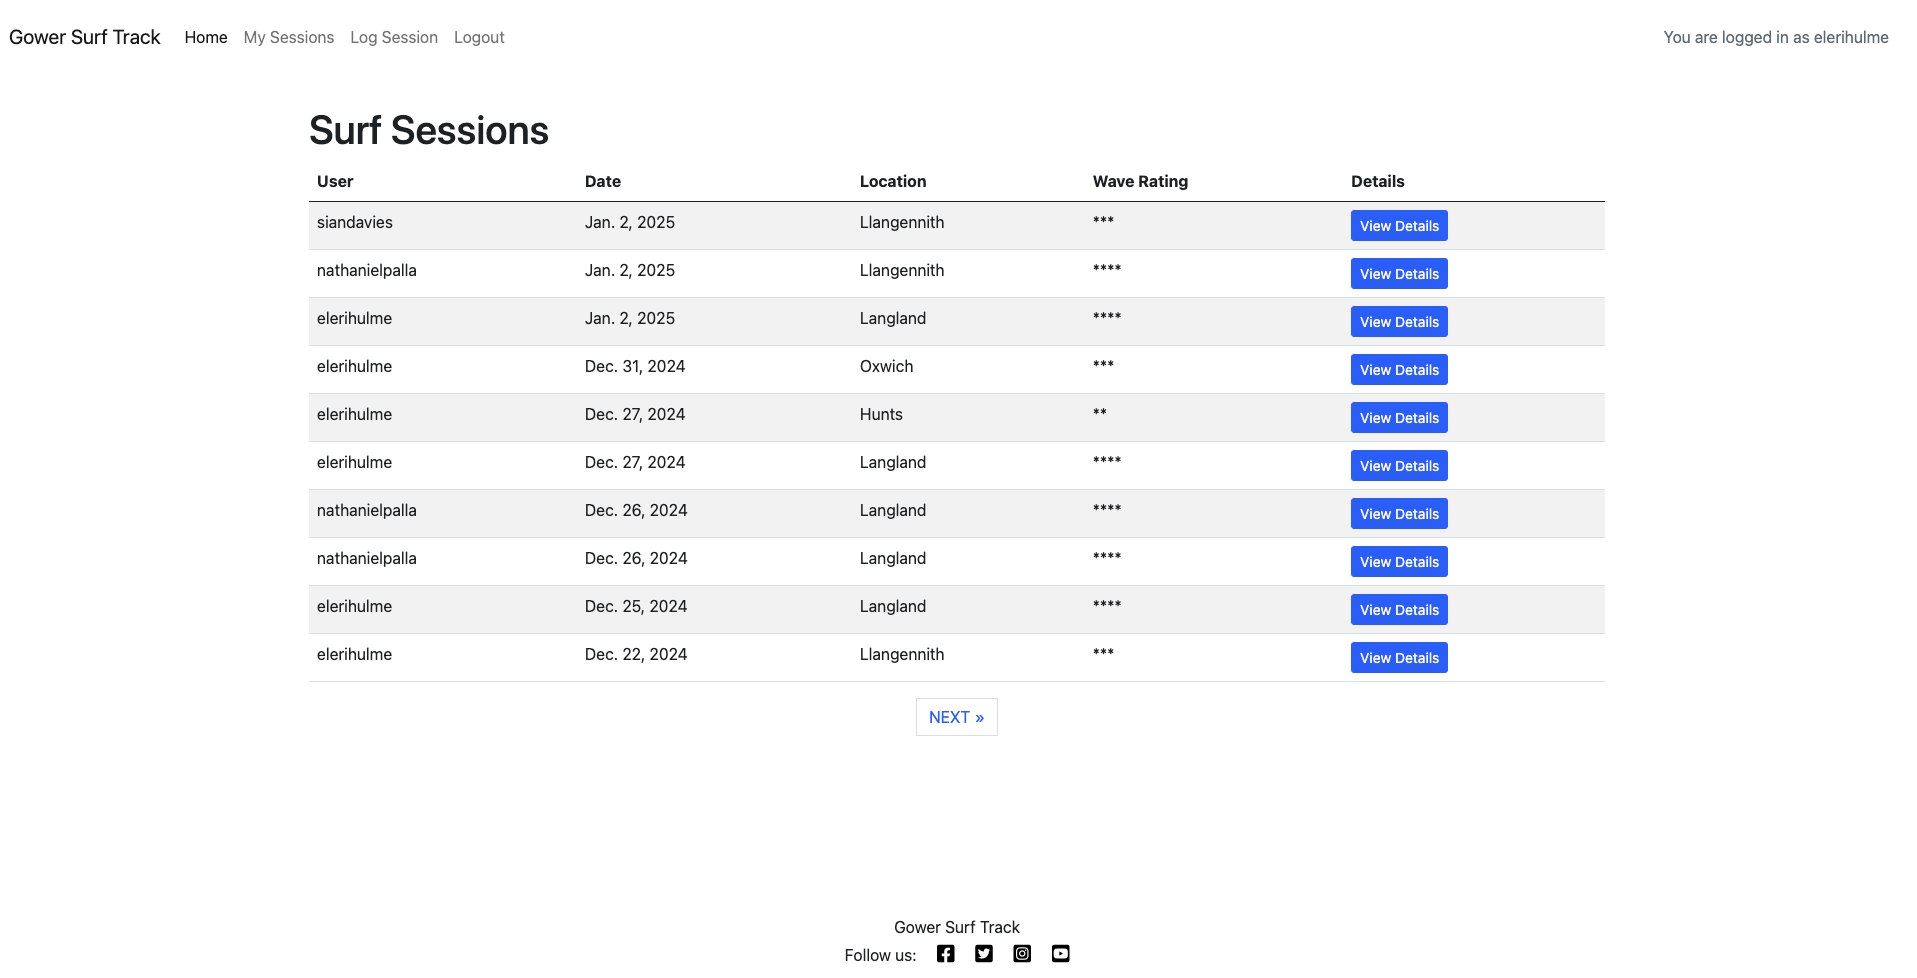 Gower Surf Track Home My Sessions Log Session Logout You are logged in as elerihulme
Surf Sessions
User Date Location Wave Rating Details
siandavies Jan. 2, 2025 Llangennith *** View Details
nathanielpalla Jan. 2, 2025 Llangennith **** View Details
elerihulme Jan. 2, 2025 Langland **** View Details
elerihulme Dec. 31, 2024 Oxwich *** View Details
elerihulme Dec. 27, 2024 Hunts ** View Details
elerihulme Dec. 27, 2024 Langland **** View Details
nathanielpalla Dec. 26, 2024 Langland **** View Details
nathanielpalla Dec. 26, 2024 Langland **** View Details
elerihulme Dec. 25, 2024 Langland **** View Details
elerihulme Dec. 22, 2024 Llangennith *** View Details
NEXT »
Gower Surf Track
Follow us: